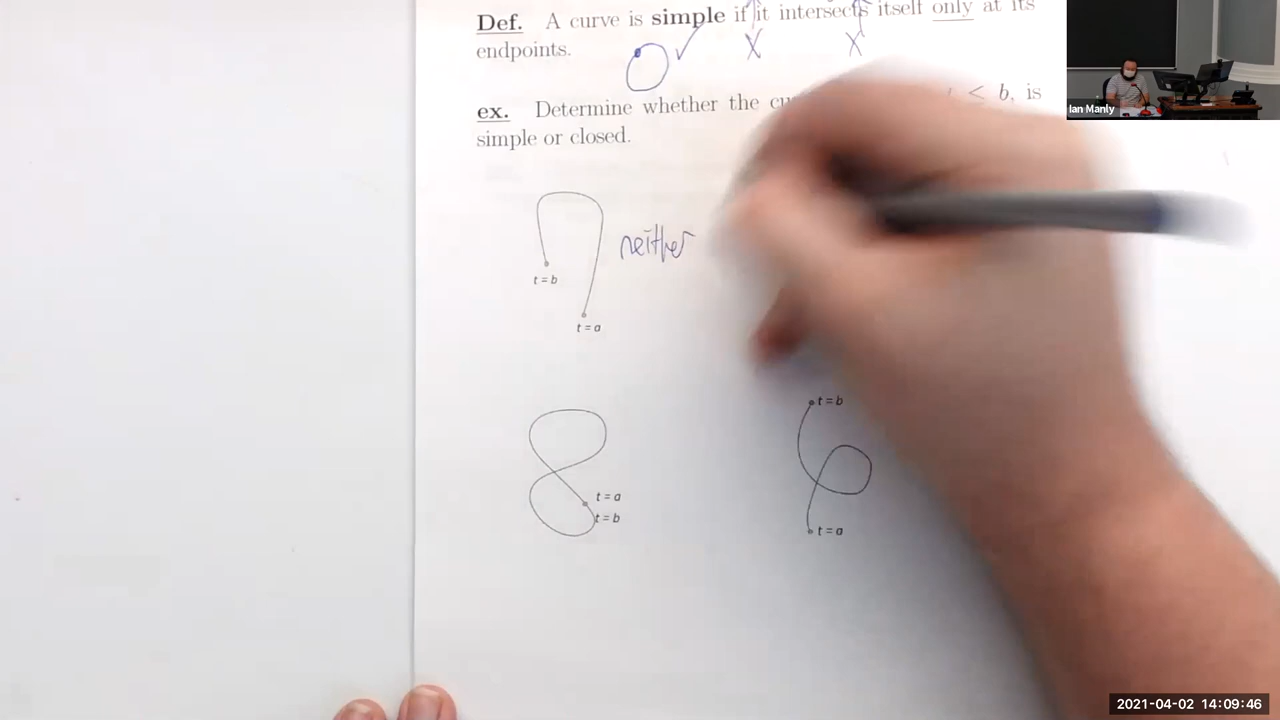 Def. A curve is simple if it intersects itself only at its
endpoints.
✓ X X
ex. Determine whether the < b, is
simple or closed.
neither
t = b
t = a
t = b
t = a
t = b
t = a
Ian Manly
2021-04-02 14:09:46